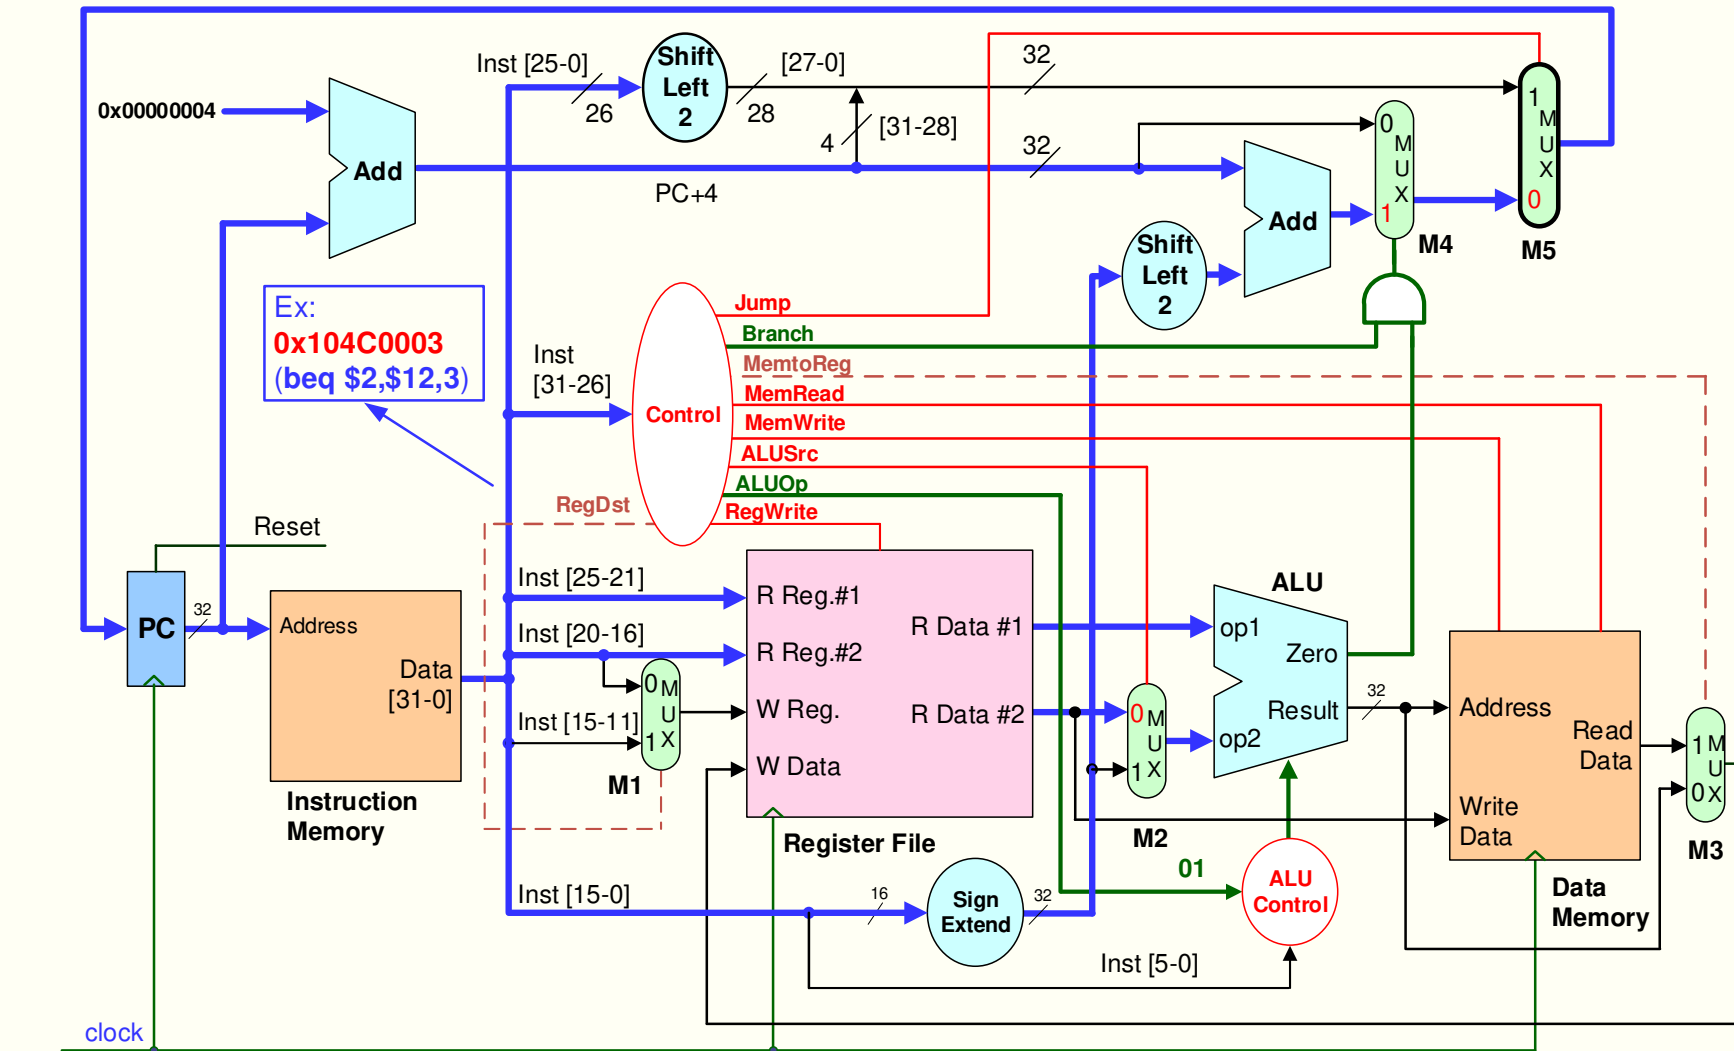 Inst [25-0]
26
Shift
Left
2
28
[27-0]
32
0x00000004
Add
4
[31-28]
PC+4
32
0
M
U
X
1
M4
1
M
U
X
0
M5
Add
Shift
Left
2
Ex:
0x104C0003
(beq $2,$12,3)
Inst
[31-26]
Control
Jump
Branch
MemtoReg
MemRead
MemWrite
ALUSrc
ALUOp
RegWrite
RegDst
Reset
PC
32
Address
Data
[31-0]
Instruction
Memory
Inst [25-21]
Inst [20-16]
Inst [15-11]
0
M
U
1
X
M1
R Reg.#1
R Reg.#2
W Reg.
W Data
R Data #1
R Data #2
Register File
0
M
U
1
X
M2
ALU
op1
Zero
Result
op2
32
Address
Read
Data
Write
Data
Data
Memory
1
M
U
0
X
M3
Inst [15-0]
16
Sign
Extend
32
01
ALU
Control
Inst [5-0]
clock